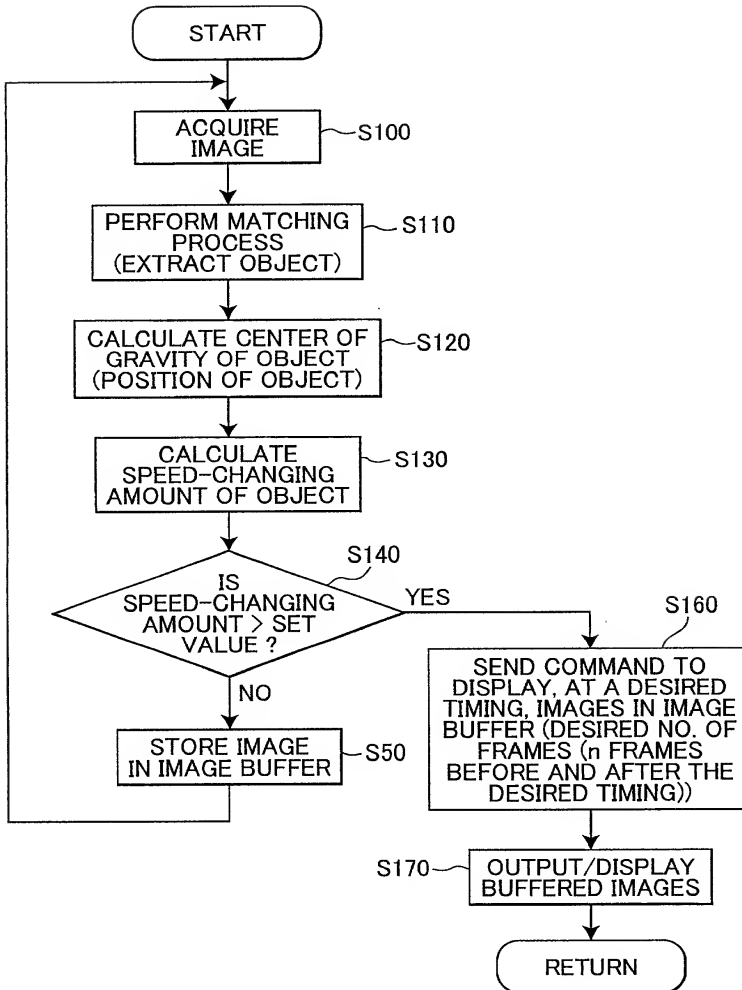 START
ACQUIRE
IMAGE
S100
PERFORM MATCHING
PROCESS
(EXTRACT OBJECT)
S110
CALCULATE CENTER OF
GRAVITY OF OBJECT
(POSITION OF OBJECT)
S120
CALCULATE
SPEED-CHANGING
AMOUNT OF OBJECT
S130
IS
SPEED-CHANGING
AMOUNT > SET
VALUE ?
S140
YES
NO
STORE IMAGE
IN IMAGE BUFFER
S50
S160
SEND COMMAND TO
DISPLAY, AT A DESIRED
TIMING, IMAGES IN IMAGE
BUFFER (DESIRED NO. OF
FRAMES (n FRAMES
BEFORE AND AFTER THE
DESIRED TIMING))
S170
OUTPUT/DISPLAY
BUFFERED IMAGES
RETURN